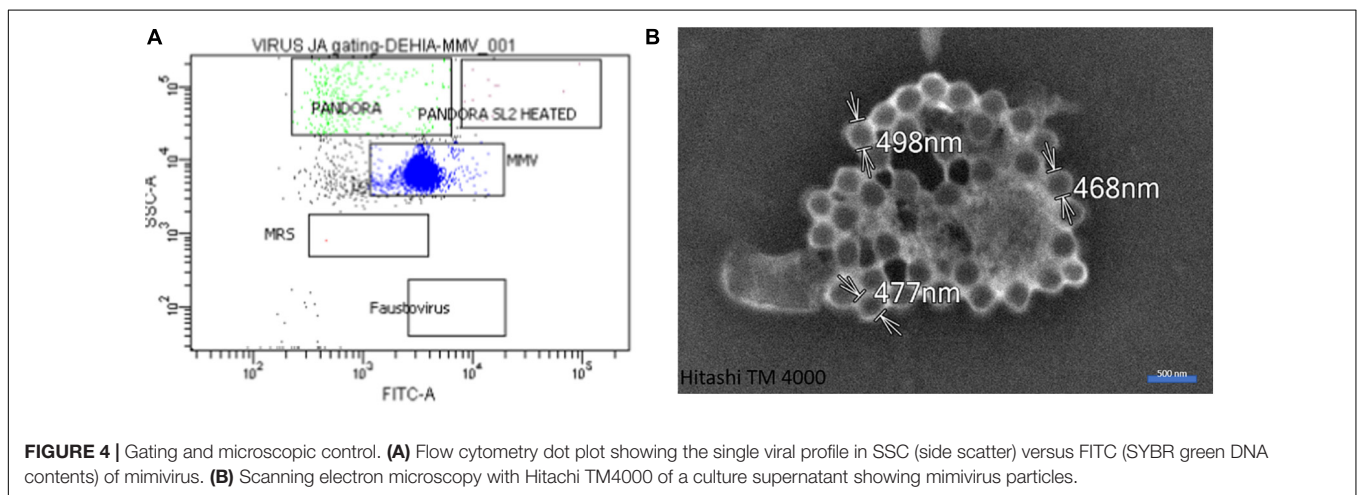 A
VIRUS JA gating-DEHIA-MMV_001
SSC-A
10^5
10^4
10^3
10^2
PANDORA
PANDORA SL2 HEATED
MMV
MRS
Faustovirus
10^2 10^3 10^4 10^5
FITC-A
B
498nm
468nm
477nm
Hitashi TM 4000
500 nm
FIGURE 4 | Gating and microscopic control. (A) Flow cytometry dot plot showing the single viral profile in SSC (side scatter) versus FITC (SYBR green DNA
contents) of mimivirus. (B) Scanning electron microscopy with Hitachi TM4000 of a culture supernatant showing mimivirus particles.